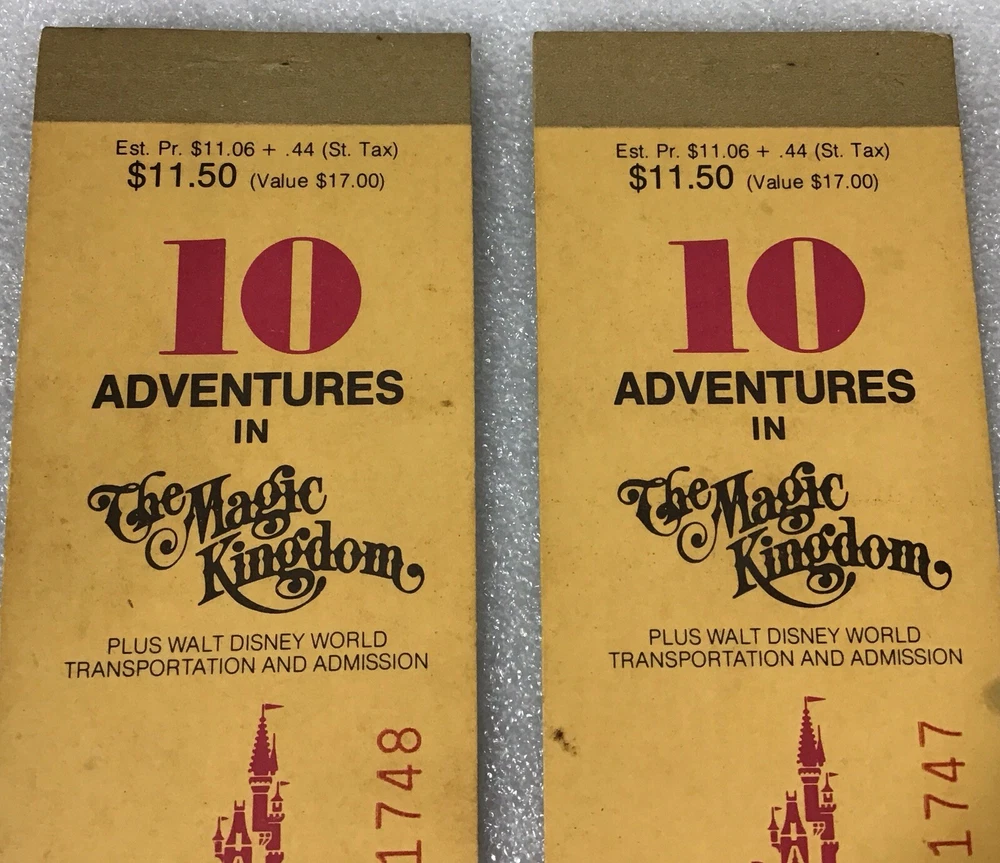 Est. Pr. $11.06 + .44 (St. Tax)
$11.50 (Value $17.00)
10
ADVENTURES
IN
The Magic
Kingdom
PLUS WALT DISNEY WORLD
TRANSPORTATION AND ADMISSION
1748
Est. Pr. $11.06 + .44 (St. Tax)
$11.50 (Value $17.00)
10
ADVENTURES
IN
The Magic
Kingdom
PLUS WALT DISNEY WORLD
TRANSPORTATION AND ADMISSION
1747